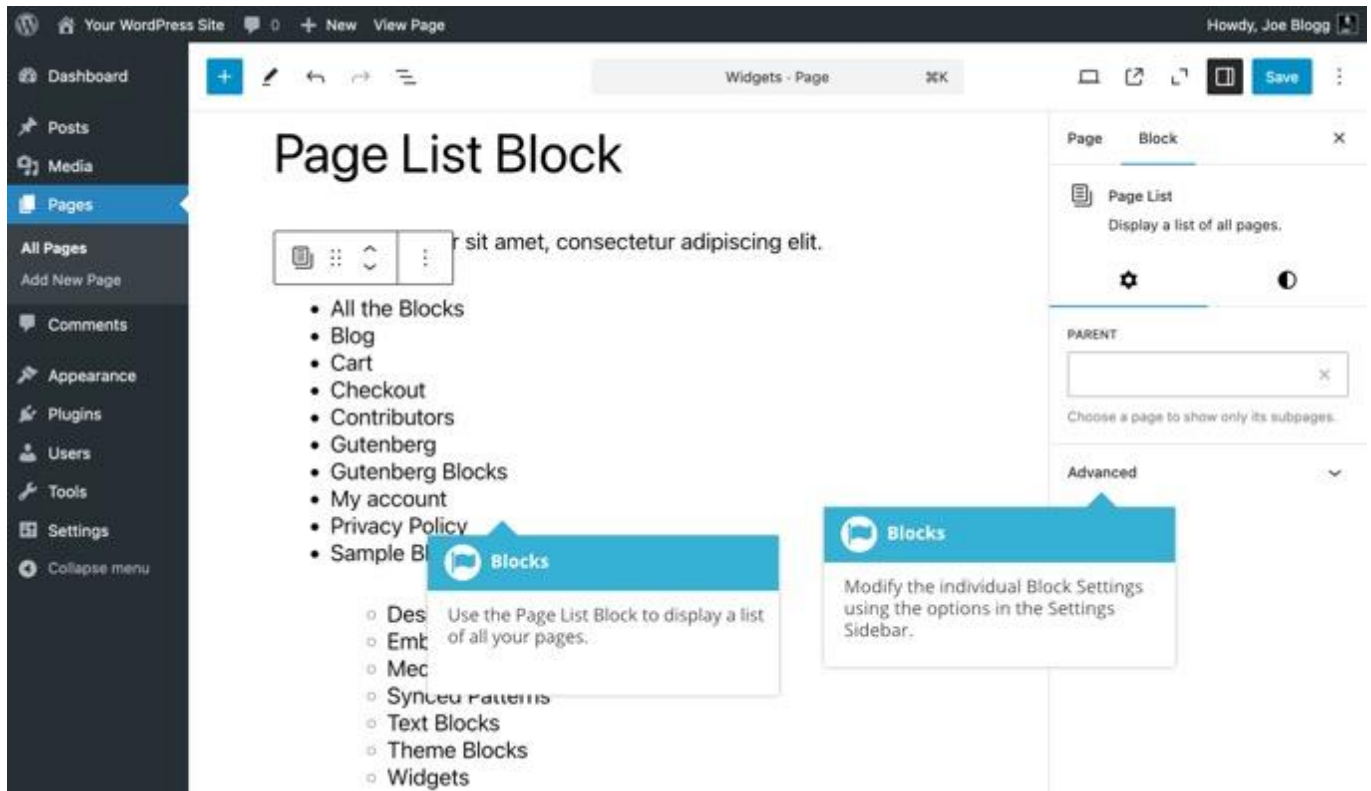 Your WordPress Site 0 + New View Page Howdy, Joe Blogg
Dashboard
Posts
Media
Pages
All Pages
Add New Page
Comments
Appearance
Plugins
Users
Tools
Settings
Collapse menu
Widgets · Page ⌘K Save
Page List Block
sit amet, consectetur adipiscing elit.
• All the Blocks
• Blog
• Cart
• Checkout
• Contributors
• Gutenberg
• Gutenberg Blocks
• My account
• Privacy Policy
• Sample
Synced Patterns
Text Blocks
Theme Blocks
Widgets
Blocks
Use the Page List Block to display a list
of all your pages.
Page Block
Page List
Display a list of all pages.
PARENT
Choose a page to show only its subpages.
Advanced
Blocks
Modify the individual Block Settings
using the options in the Settings
Sidebar.